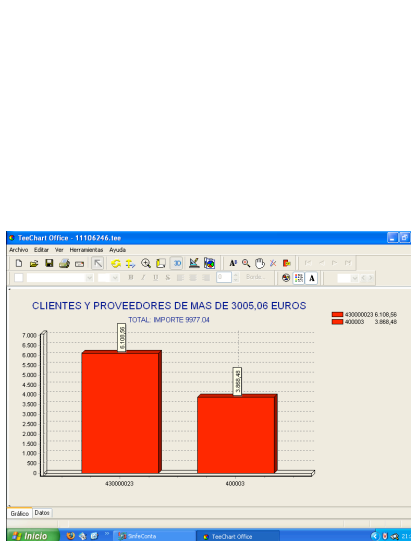 TeeChart Office - 11106246.tee
Archivo Editar Ver Herramientas Ayuda
3D
A
CLIENTES Y PROVEEDORES DE MAS DE 3005,06 EUROS
TOTAL: IMPORTE 9977.04
430000023 6.108,56
400003 3.868,48
7.000
6.500
6.000
5.500
5.000
4.500
4.000
3.500
3.000
2.500
2.000
1.500
1.000
500
0
6.108,56
3.868,48
430000023
400003
Gráfico Datos
Inicio
SinfeConta
TeeChart Office